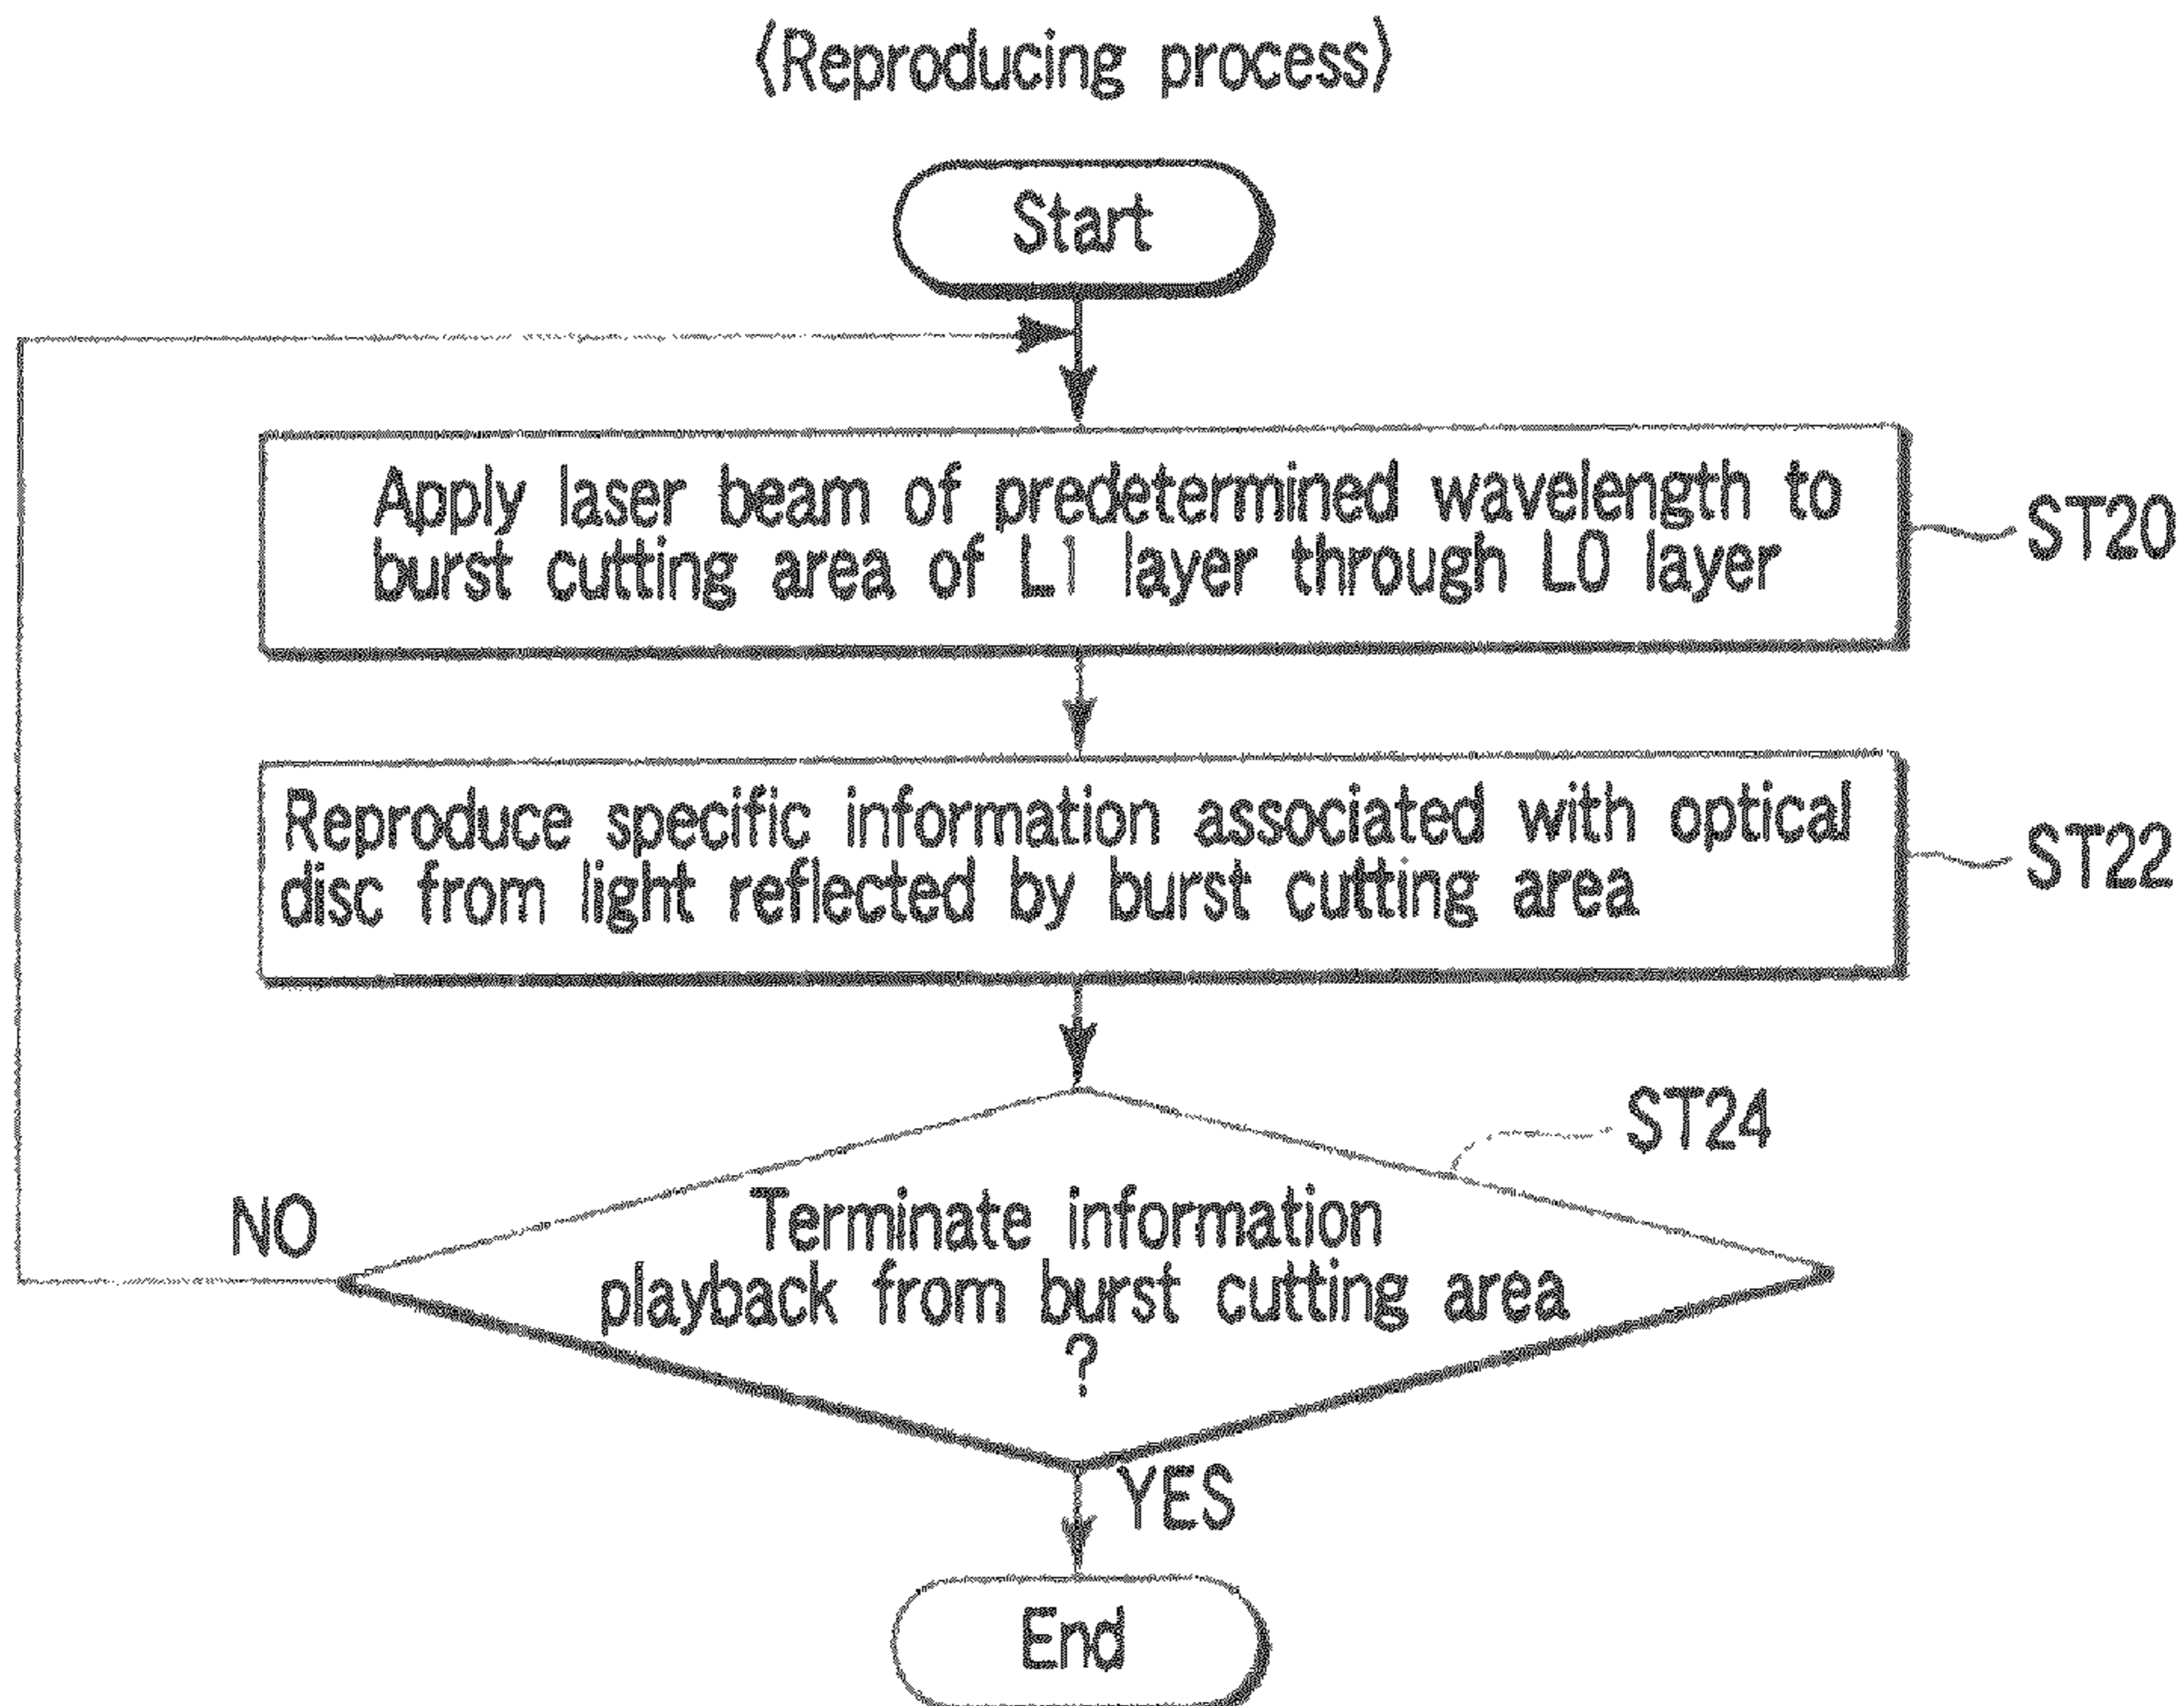 (Reproducing process)
Start
Apply laser beam of predetermined wavelength to
burst cutting area of L1 layer through L0 layer
ST20
Reproduce specific information associated with optical
disc from light reflected by burst cutting area
ST22
ST24
Terminate information
playback from burst cutting area
?
NO
YES
End